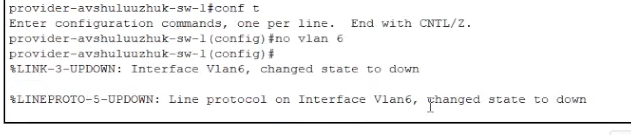 provider-avshuluuzhuk-sw-1#conf t
Enter configuration commands, one per line.  End with CNTL/Z.
provider-avshuluuzhuk-sw-1(config)#no vlan 6
provider-avshuluuzhuk-sw-1(config)#
%LINK-3-UPDOWN: Interface Vlan6, changed state to down
%LINEPROTO-5-UPDOWN: Line protocol on Interface Vlan6, changed state to down